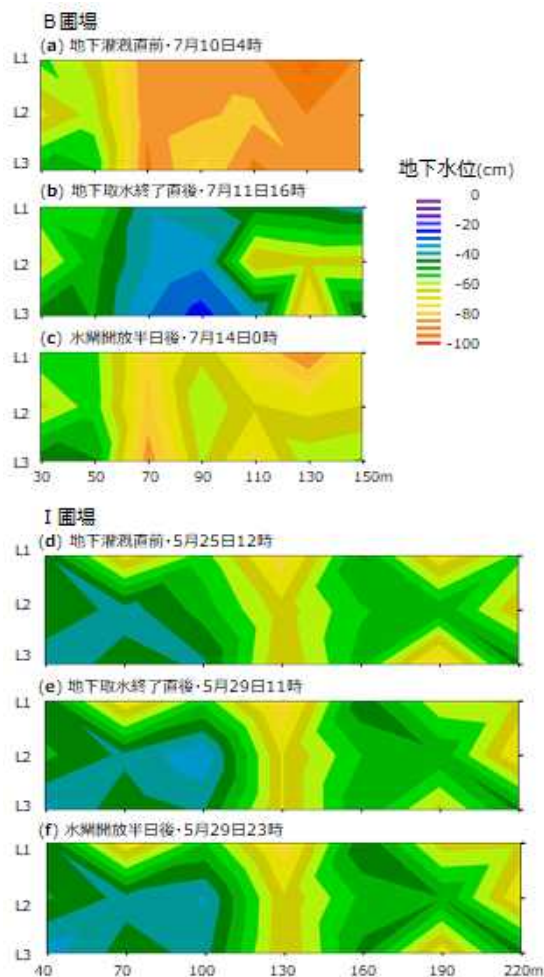 B圃場
(a) 地下灌漑直前・7月10日4時
L1
L2
L3
(b) 地下取水終了直後・7月11日16時
L1
L2
L3
(c) 水閘開放半日後・7月14日0時
L1
L2
L3
30 50 70 90 110 130 150m
地下水位(cm)
0
-20
-40
-60
-80
-100
I圃場
(d) 地下灌漑直前・5月25日12時
L1
L2
L3
(e) 地下取水終了直後・5月29日11時
L1
L2
L3
(f) 水閘開放半日後・5月29日23時
L1
L2
L3
40 70 100 130 160 190 220m